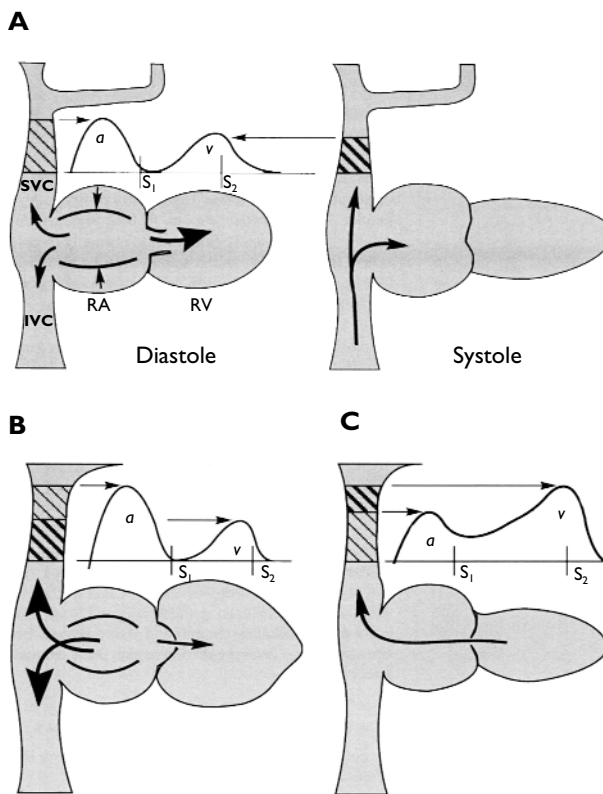 A
a
v
S1
S2
SVC
IVC
RA
RV
Diastole
Systole
B
C
a
v
S1
S2
a
v
S1
S2